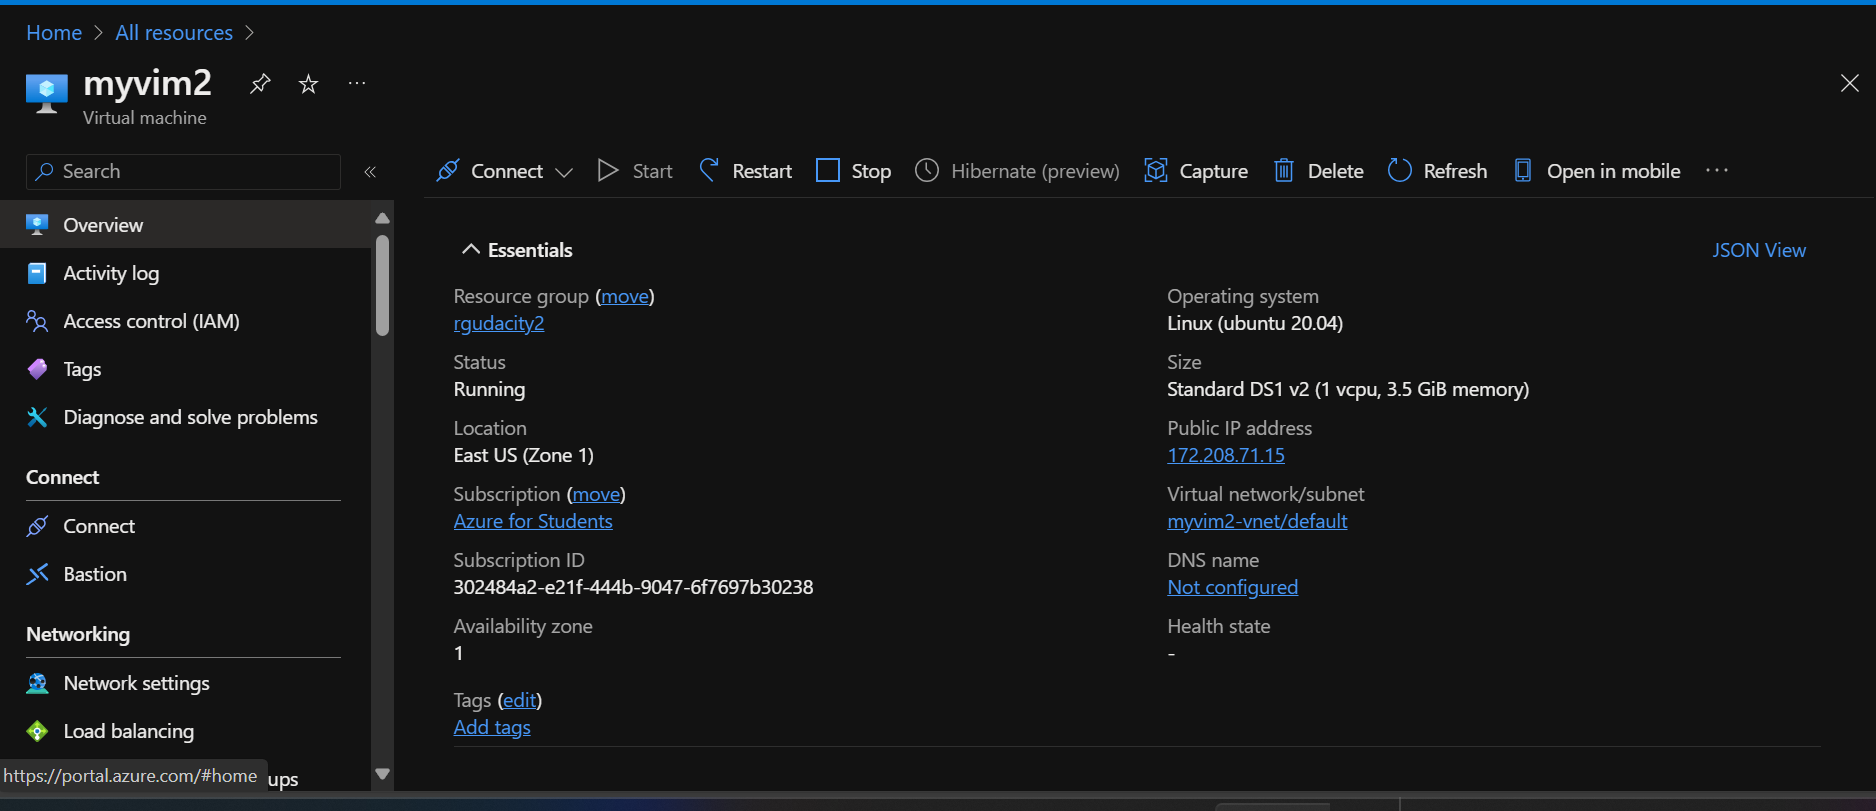 Home > All resources >
myvim2
Virtual machine
Search
«
Connect
Start
Restart
Stop
Hibernate (preview)
Capture
Delete
Refresh
Open in mobile
Overview
Activity log
Access control (IAM)
Tags
Diagnose and solve problems
Connect
Connect
Bastion
Networking
Network settings
Load balancing
ups
https://portal.azure.com/#home
Essentials
JSON View
Resource group (move)
rgudacity2
Status
Running
Location
East US (Zone 1)
Subscription (move)
Azure for Students
Subscription ID
302484a2-e21f-444b-9047-6f7697b30238
Availability zone
1
Operating system
Linux (ubuntu 20.04)
Size
Standard DS1 v2 (1 vcpu, 3.5 GiB memory)
Public IP address
172.208.71.15
Virtual network/subnet
myvim2-vnet/default
DNS name
Not configured
Health state
-
Tags (edit)
Add tags